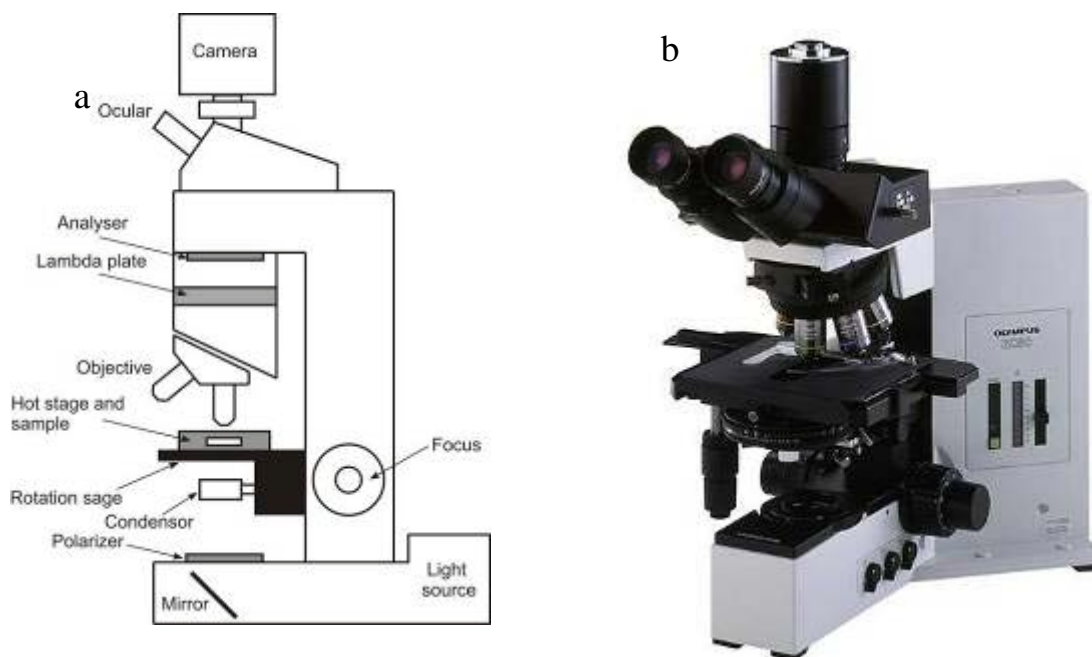 Camera
a
Ocular
Analyser
Lambda plate
Objective
Hot stage and
sample
Focus
Rotation sage
Condensor
Polarizer
Light
source
Mirror
b
OLYMPUS